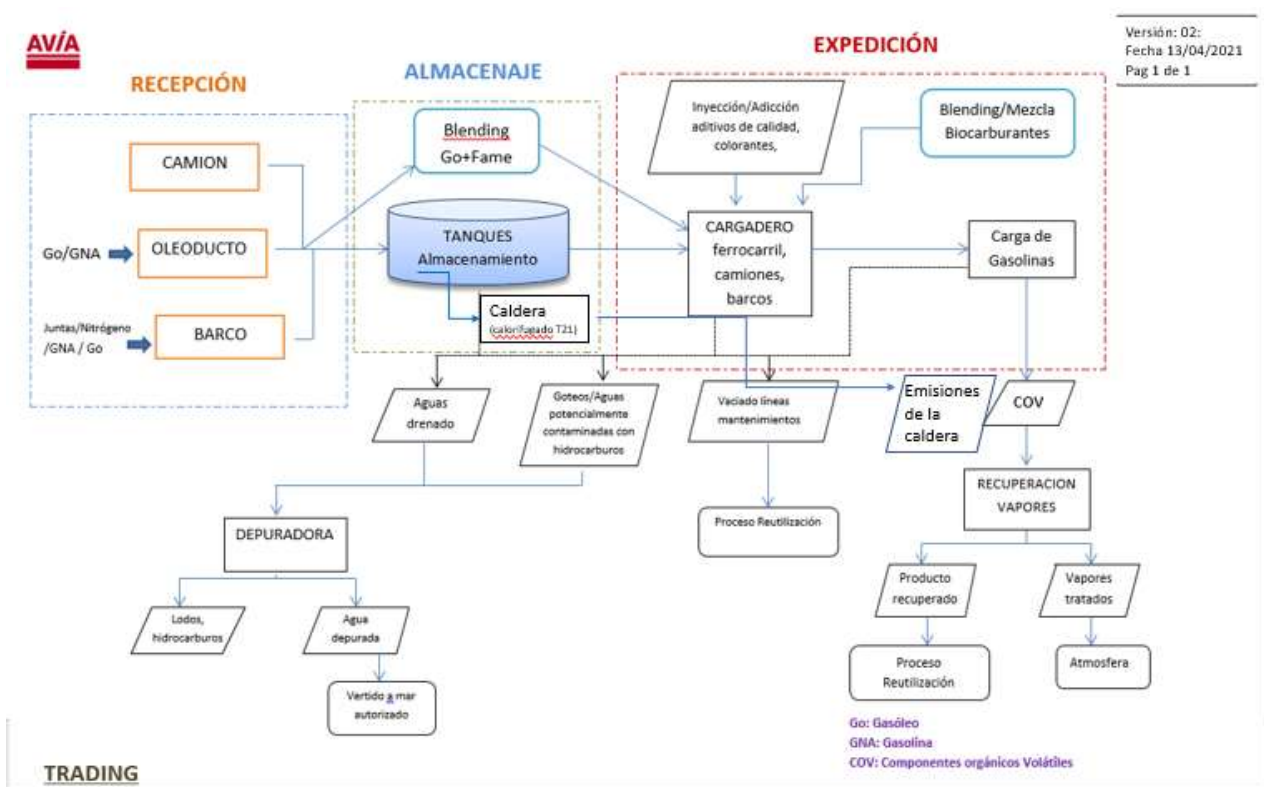 AVÍA
Versión: 02:
Fecha 13/04/2021
Pag 1 de 1
RECEPCIÓN
ALMACENAJE
EXPEDICIÓN
CAMION
Go/GNA
OLEODUCTO
Juntas/Nitrógeno
/GNA / Go
BARCO
Blending
Go+Fame
TANQUES
Almacenamiento
Caldera
(calorifugado T21)
Inyección/Adicción
aditivos de calidad,
colorantes,
Blending/Mezcla
Biocarburantes
CARGADERO
ferrocarril,
camiones,
barcos
Carga de
Gasolinas
Aguas
drenado
Goteos/Aguas
potencialmente
contaminadas con
hidrocarburos
Vaciado líneas
mantenimientos
Emisiones
de la
caldera
COV
DEPURADORA
Proceso Reutilización
RECUPERACION
VAPORES
Lodos,
hidrocarburos
Agua
depurada
Producto
recuperado
Vapores
tratados
Vertido a mar
autorizado
Proceso
Reutilización
Atmosfera
Go: Gasóleo
GNA: Gasolína
COV: Componentes orgánicos Volátiles
TRADING